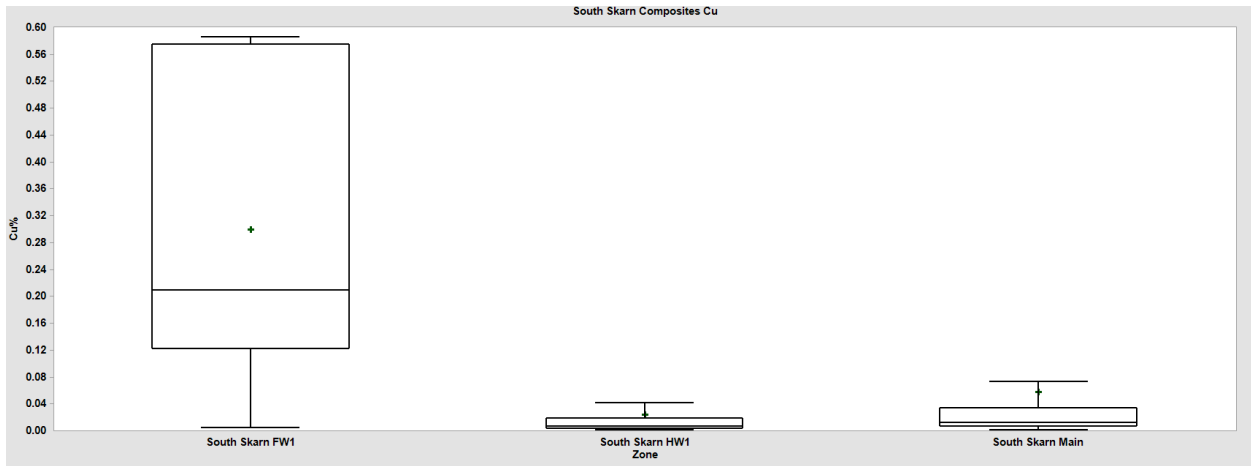 South Skarn Composites Cu
0.60
0.56
0.52
0.48
0.44
0.40
0.36
0.32
0.28
0.24
0.20
0.16
0.12
0.08
0.04
0.00
Cu%
South Skarn FW1
South Skarn HW1
South Skarn Main
Zone